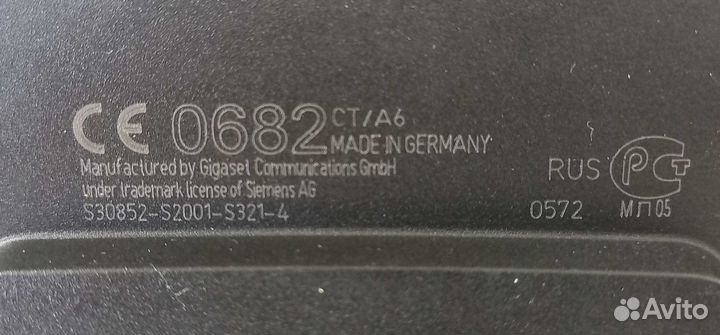 CE 0682 CT/A6
MADE IN GERMANY
Manufactured by Gigaset Communications GmbH
under trademark license of Siemens AG
S30852-S2001-S321-4
RUS РСТ
0572 МП05
Avito